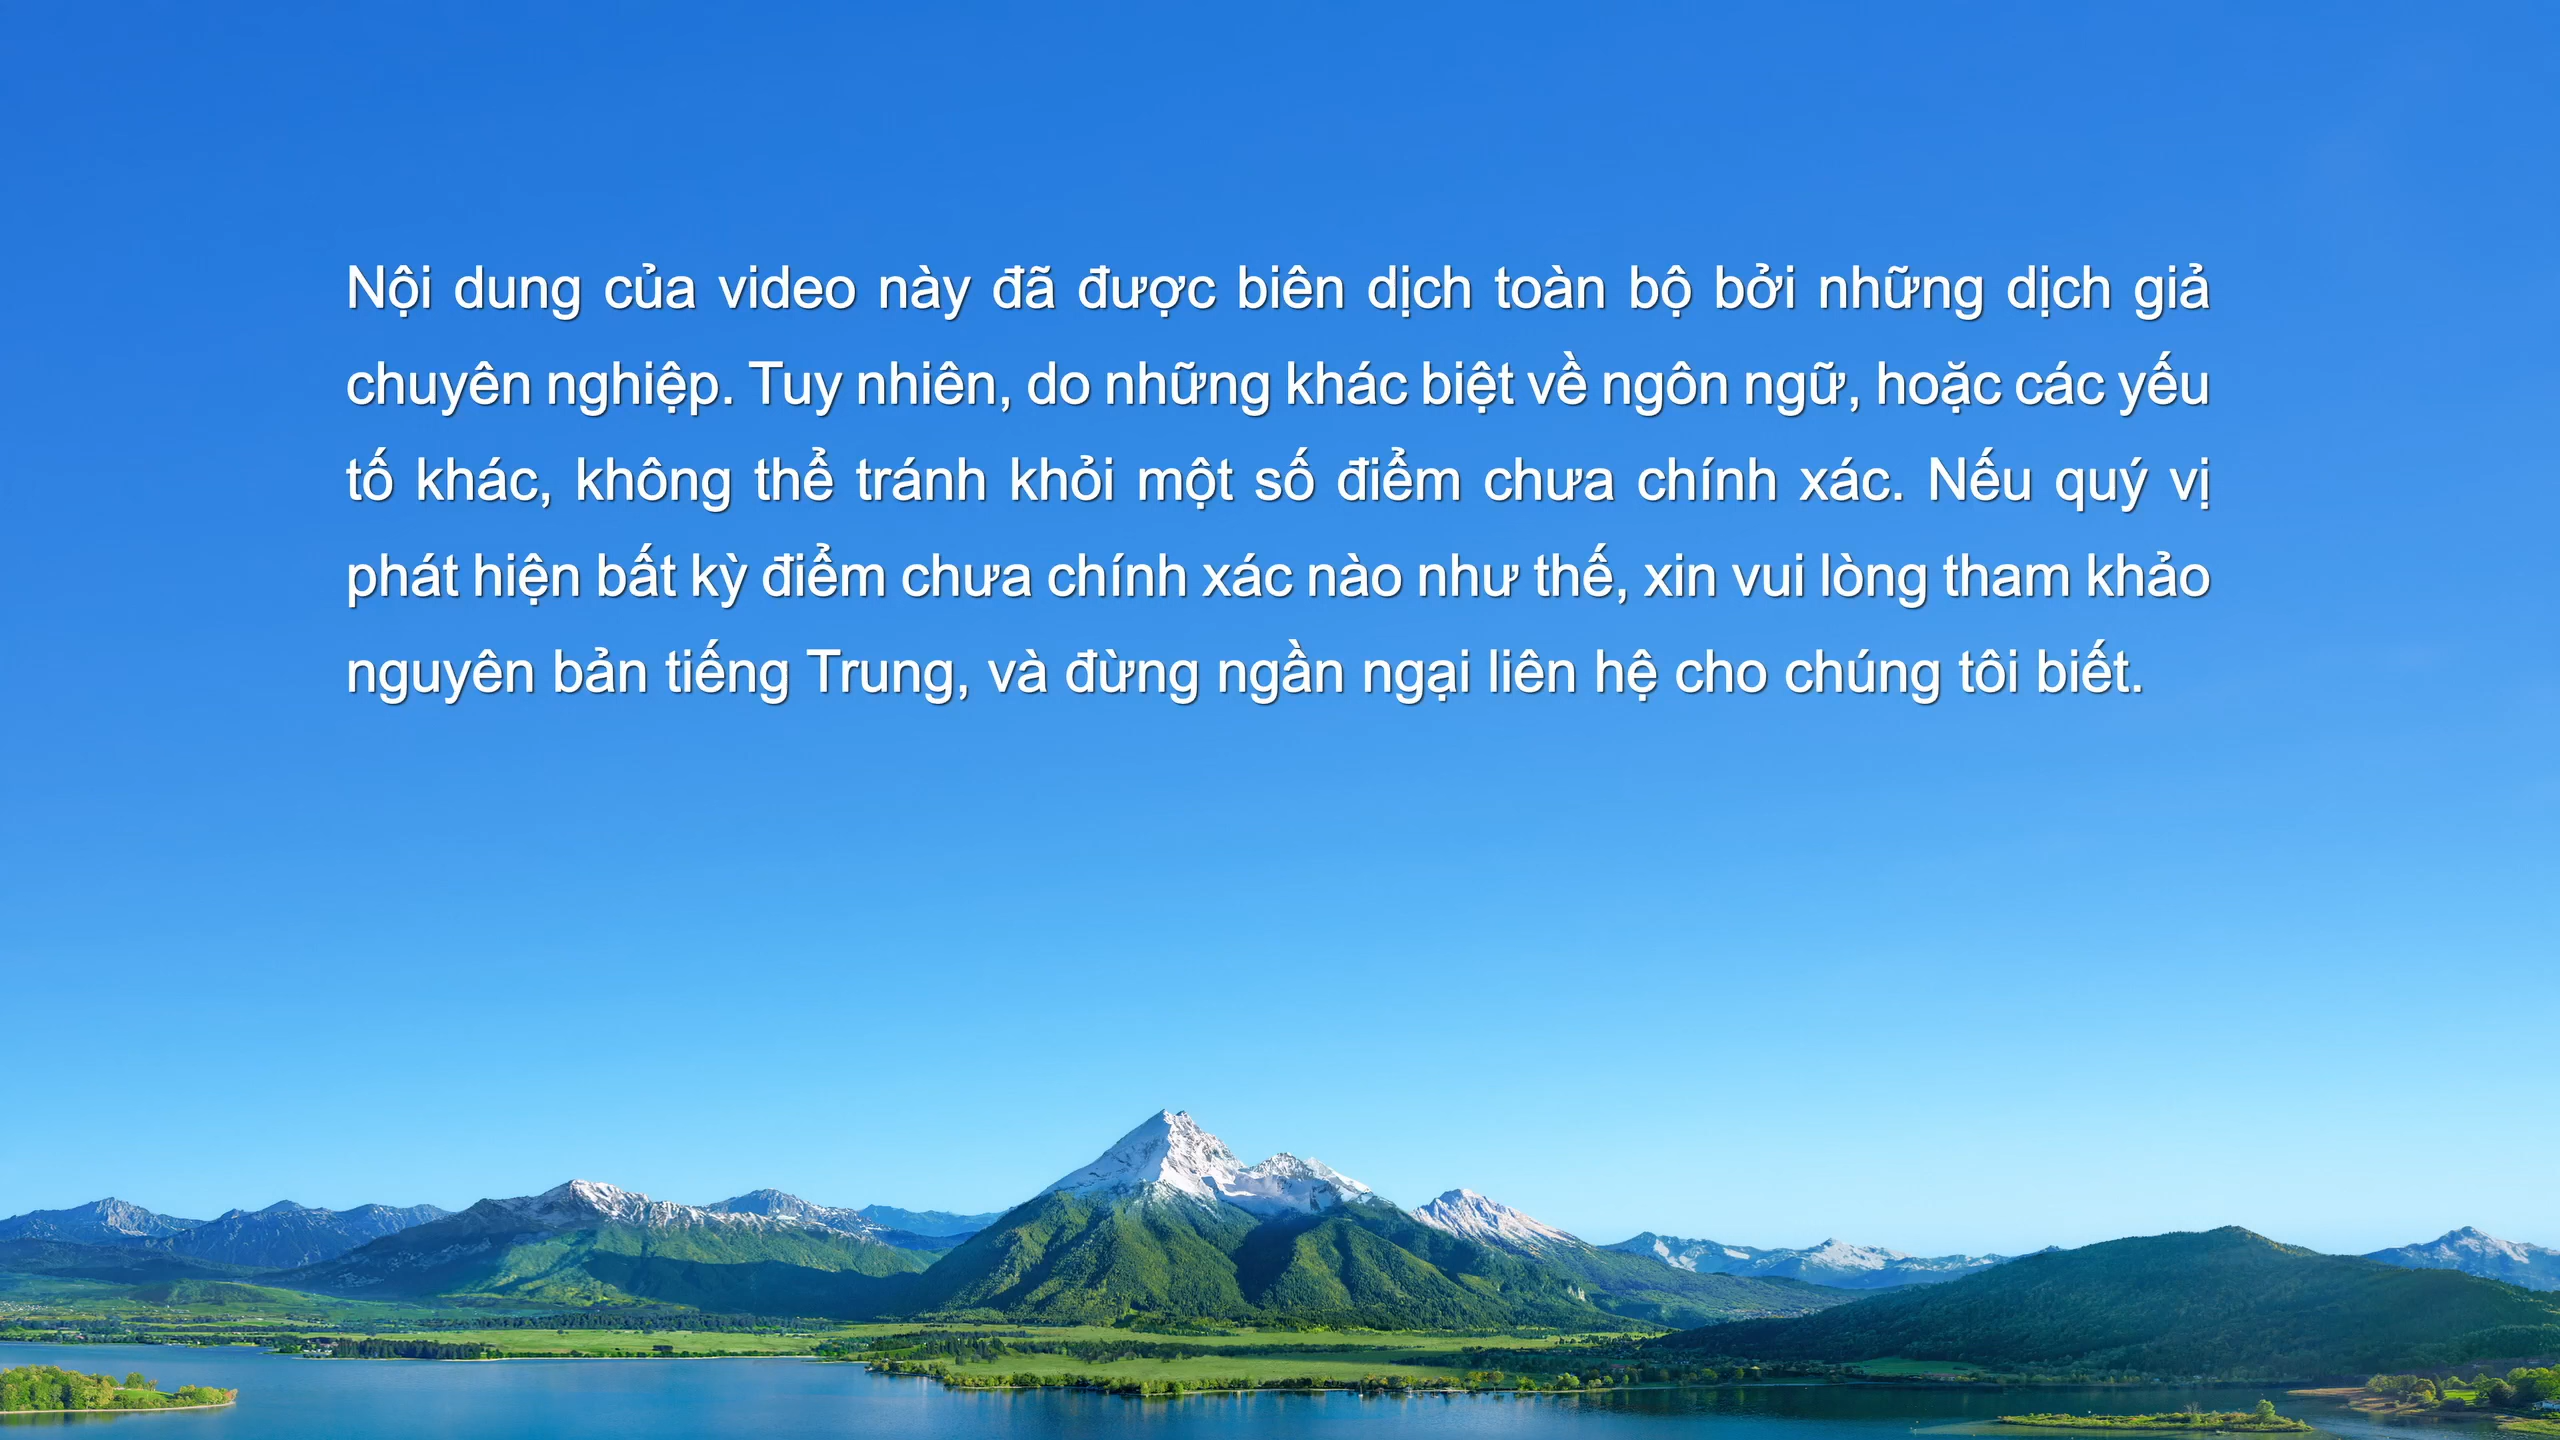 Nội dung của video này đã được biên dịch toàn bộ bởi những dịch giả
chuyên nghiệp. Tuy nhiên, do những khác biệt về ngôn ngữ, hoặc các yếu
tố khác, không thể tránh khỏi một số điểm chưa chính xác. Nếu quý vị
phát hiện bất kỳ điểm chưa chính xác nào như thế, xin vui lòng tham khảo
nguyên bản tiếng Trung, và đừng ngần ngại liên hệ cho chúng tôi biết.